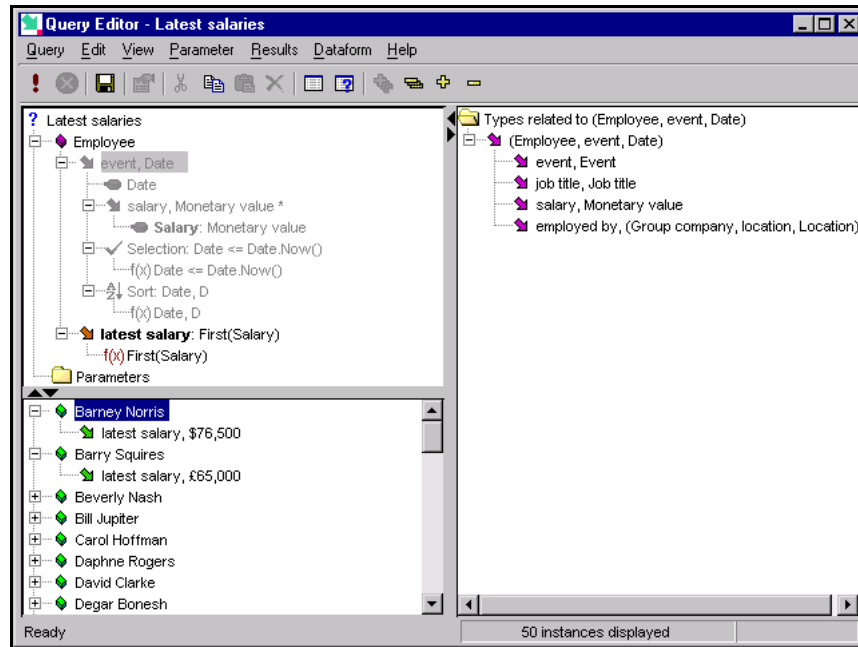 Query Editor - Latest salaries
Query Edit View Parameter Results Dataform Help
? Latest salaries
Employee
event, Date
Date
salary, Monetary value *
Salary: Monetary value
Selection: Date <= Date.Now()
f(x) Date <= Date.Now()
Sort: Date, D
f(x) Date, D
latest salary: First(Salary)
f(x) First(Salary)
Parameters
Types related to (Employee, event, Date)
(Employee, event, Date)
event, Event
job title, Job title
salary, Monetary value
employed by, (Group company, location, Location)
Barney Norris
latest salary, $76,500
Barry Squires
latest salary, £65,000
Beverly Nash
Bill Jupiter
Carol Hoffman
Daphne Rogers
David Clarke
Degar Bonesh
Ready
50 instances displayed